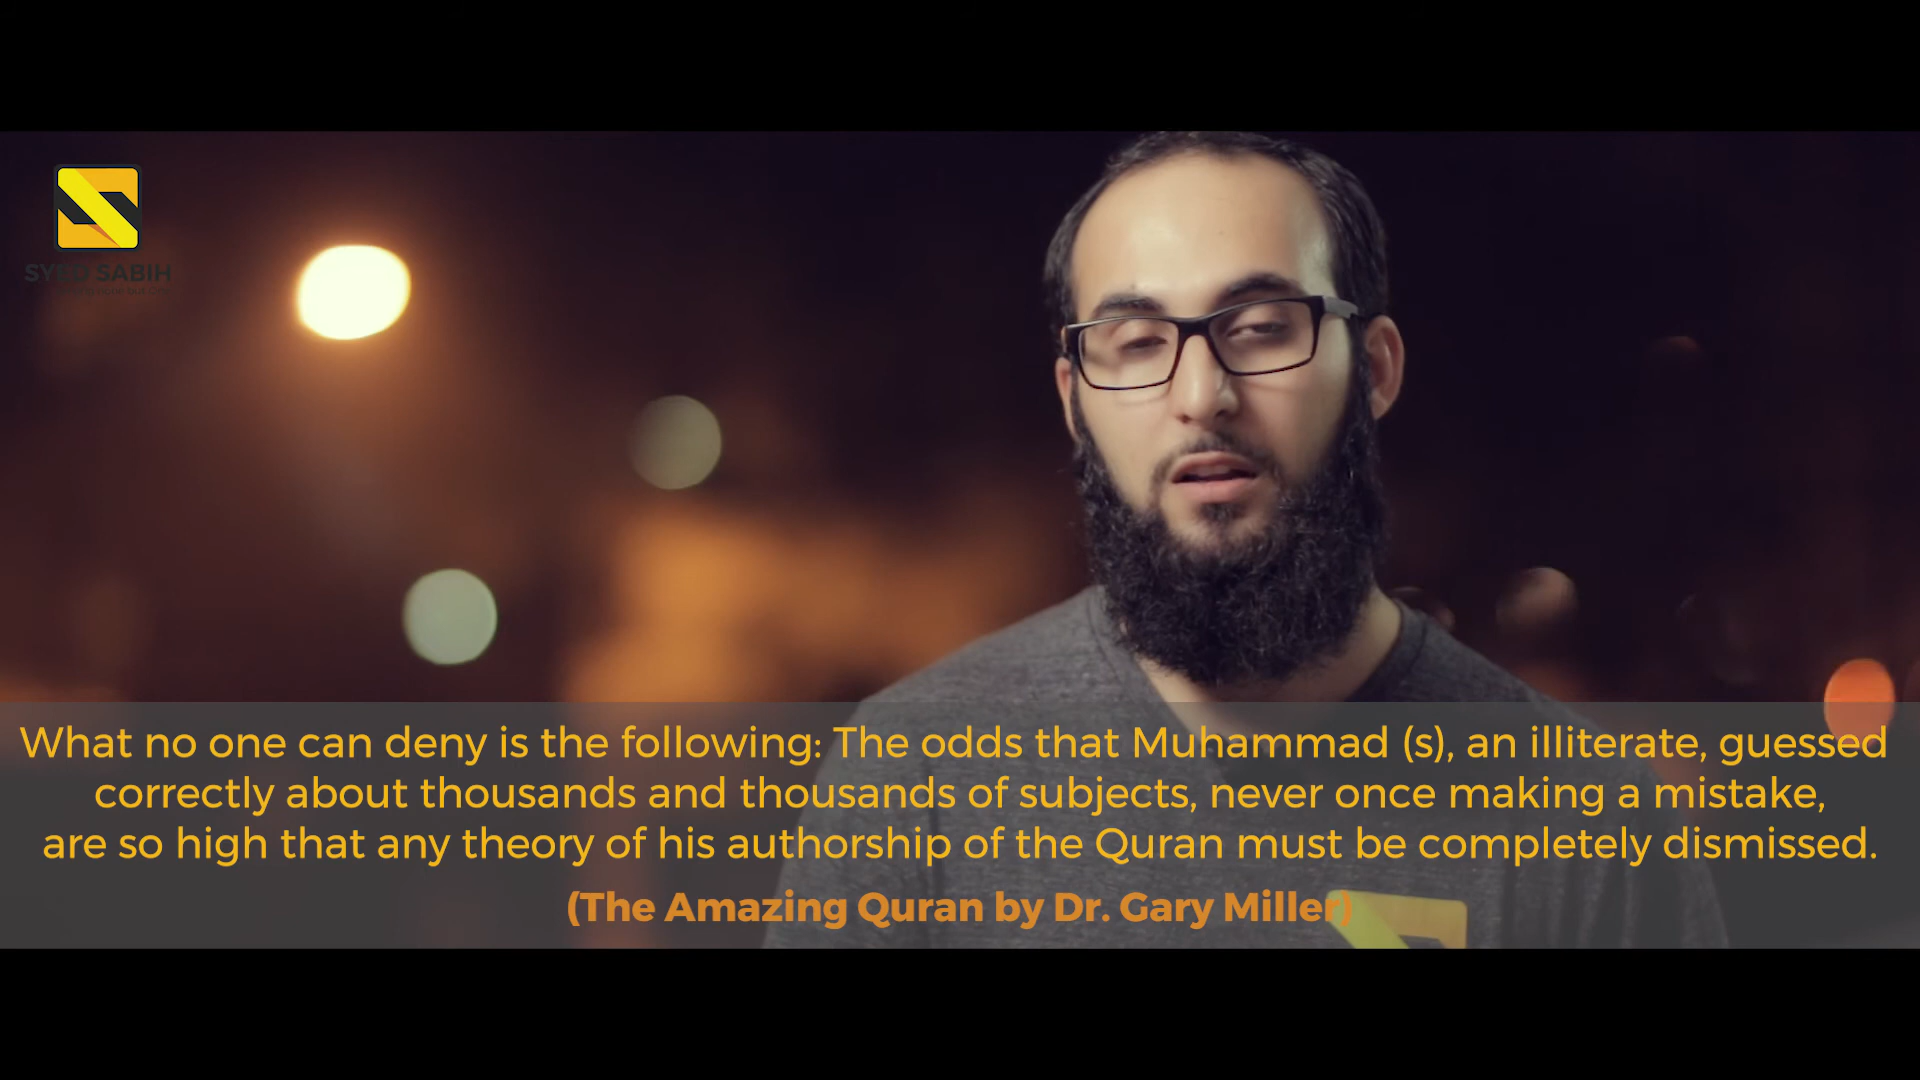 SYED SABIH
What no one can deny is the following: The odds that Muhammad (s), an illiterate, guessed
correctly about thousands and thousands of subjects, never once making a mistake,
are so high that any theory of his authorship of the Quran must be completely dismissed.
(The Amazing Quran by Dr. Gary Miller)